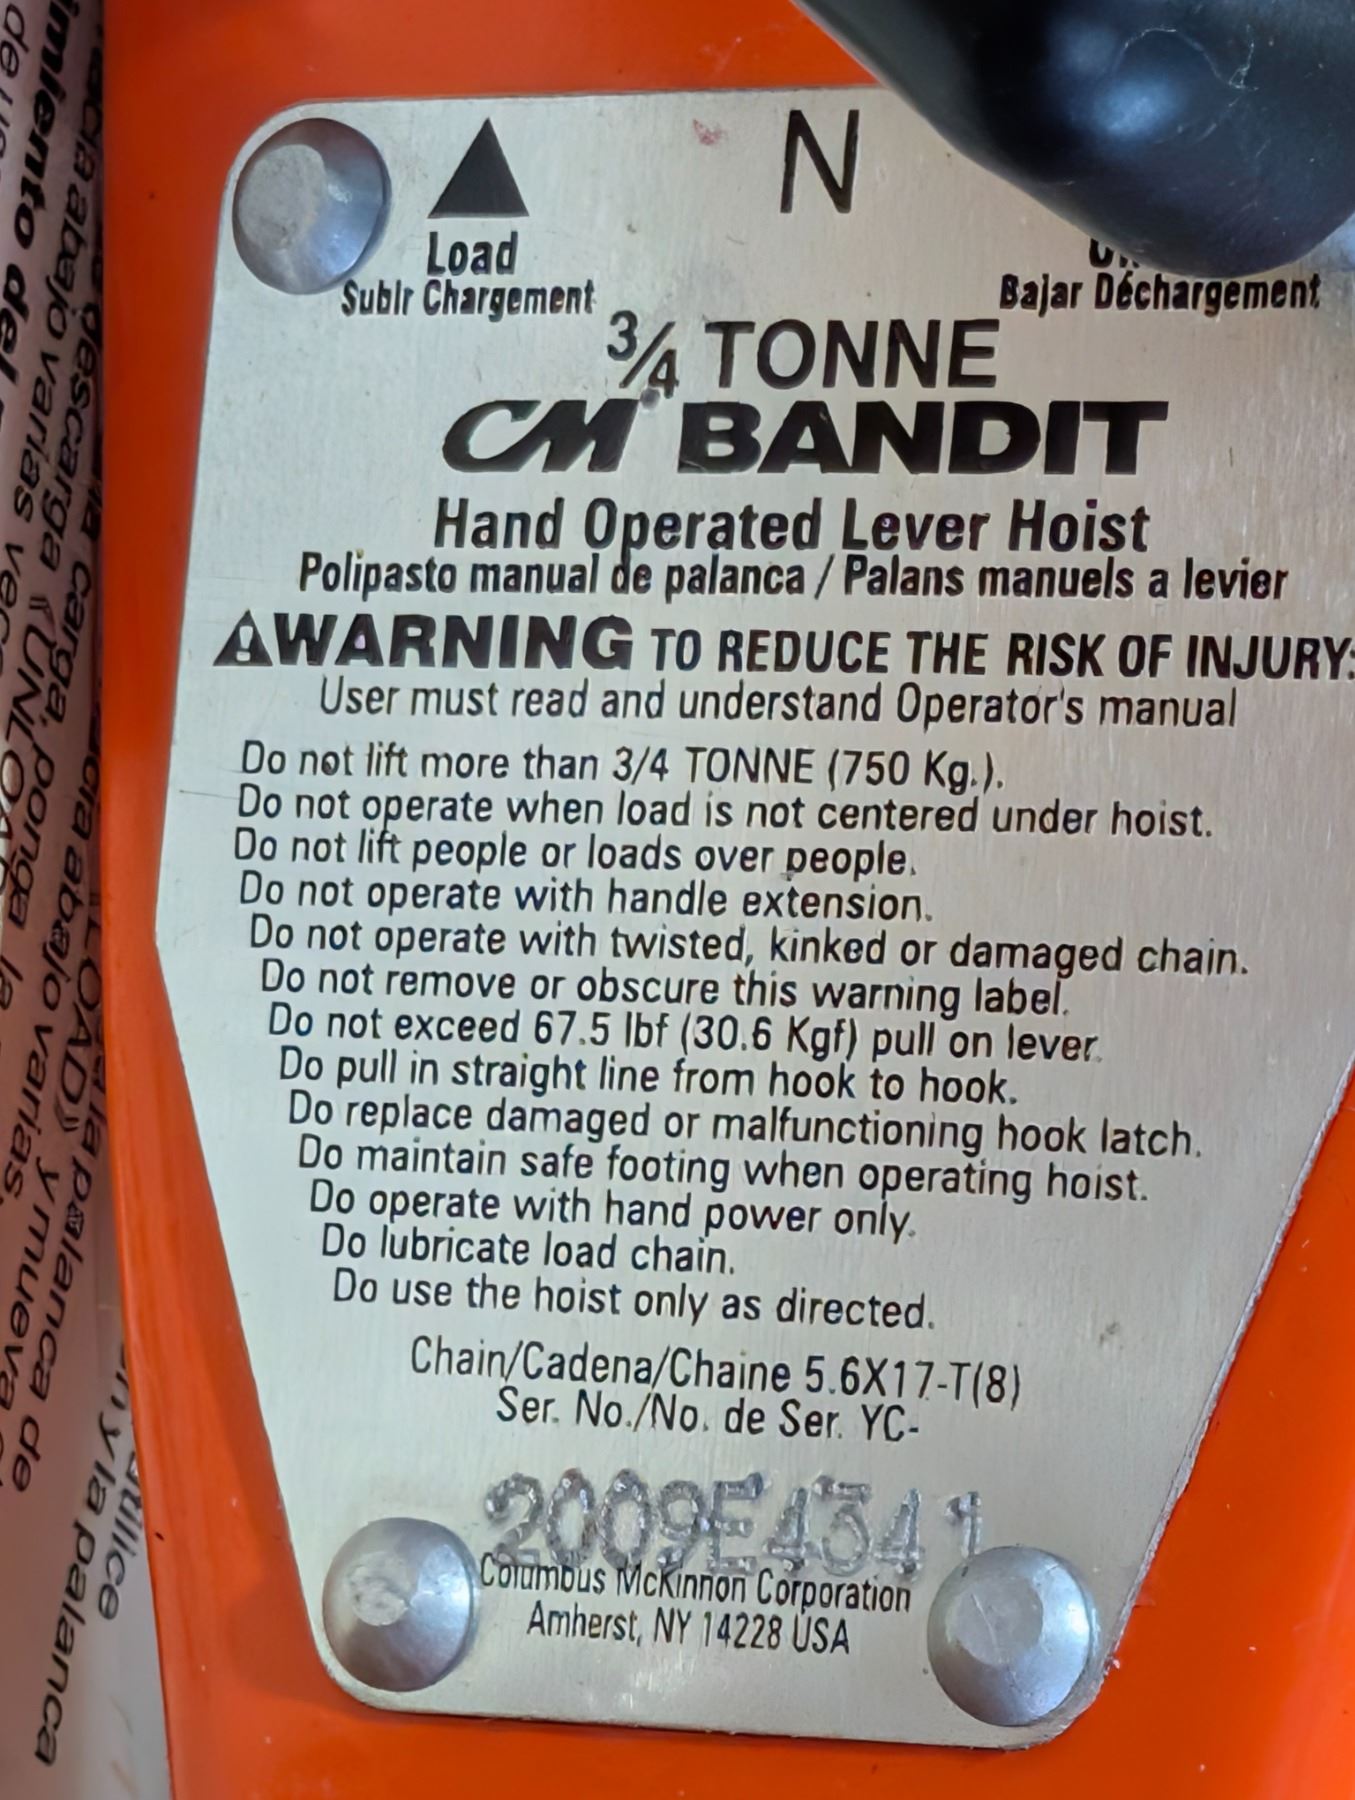 N
Load
Subir Chargement
Bajar Déchargement
3/4 TONNE
CM BANDIT
Hand Operated Lever Hoist
Polipasto manual de palanca / Palans manuels a levier
WARNING TO REDUCE THE RISK OF INJURY:
User must read and understand Operator's manual
Do not lift more than 3/4 TONNE (750 Kg.).
Do not operate when load is not centered under hoist.
Do not lift people or loads over people.
Do not operate with handle extension.
Do not operate with twisted, kinked or damaged chain.
Do not remove or obscure this warning label.
Do not exceed 67.5 lbf (30.6 Kgf) pull on lever.
Do pull in straight line from hook to hook.
Do replace damaged or malfunctioning hook latch.
Do maintain safe footing when operating hoist.
Do operate with hand power only.
Do lubricate load chain.
Do use the hoist only as directed.
Chain/Cadena/Chaine 5.6X17-T(8)
Ser. No./No. de Ser. YC-
2009E4341
Columbus McKinnon Corporation
Amherst, NY 14228 USA